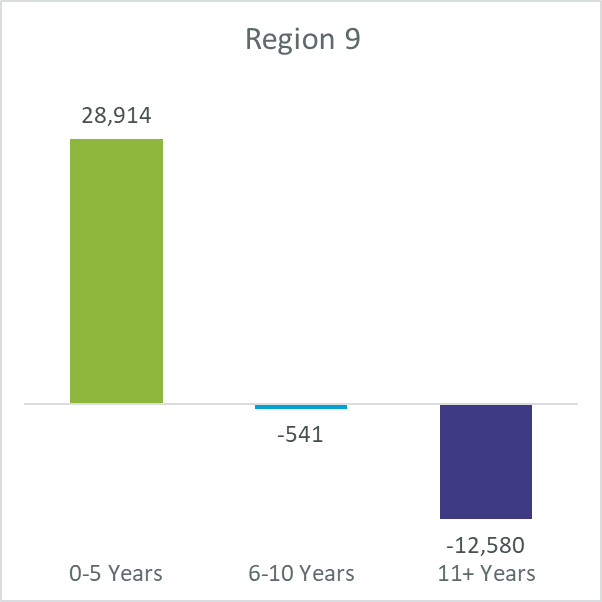 Region 9
28,914
-541
-12,580
0-5 Years
6-10 Years
11+ Years